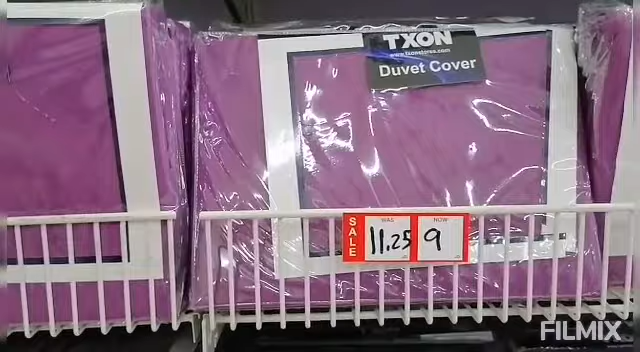 TXON
www.txonstores.com
Duvet Cover
SALE
WAS
NOW
11.25
9
FILMIX